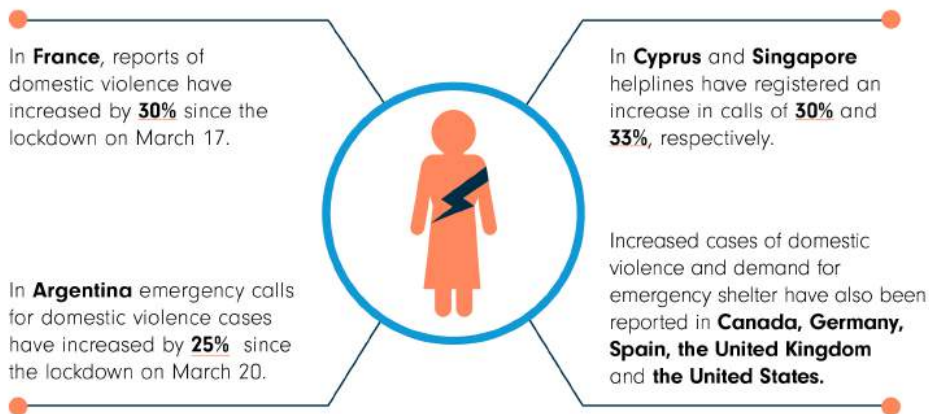 In France, reports of
domestic violence have
increased by 30% since the
lockdown on March 17.
In Cyprus and Singapore
helplines have registered an
increase in calls of 30% and
33%, respectively.
In Argentina emergency calls
for domestic violence cases
have increased by 25% since
the lockdown on March 20.
Increased cases of domestic
violence and demand for
emergency shelter have also been
reported in Canada, Germany,
Spain, the United Kingdom
and the United States.